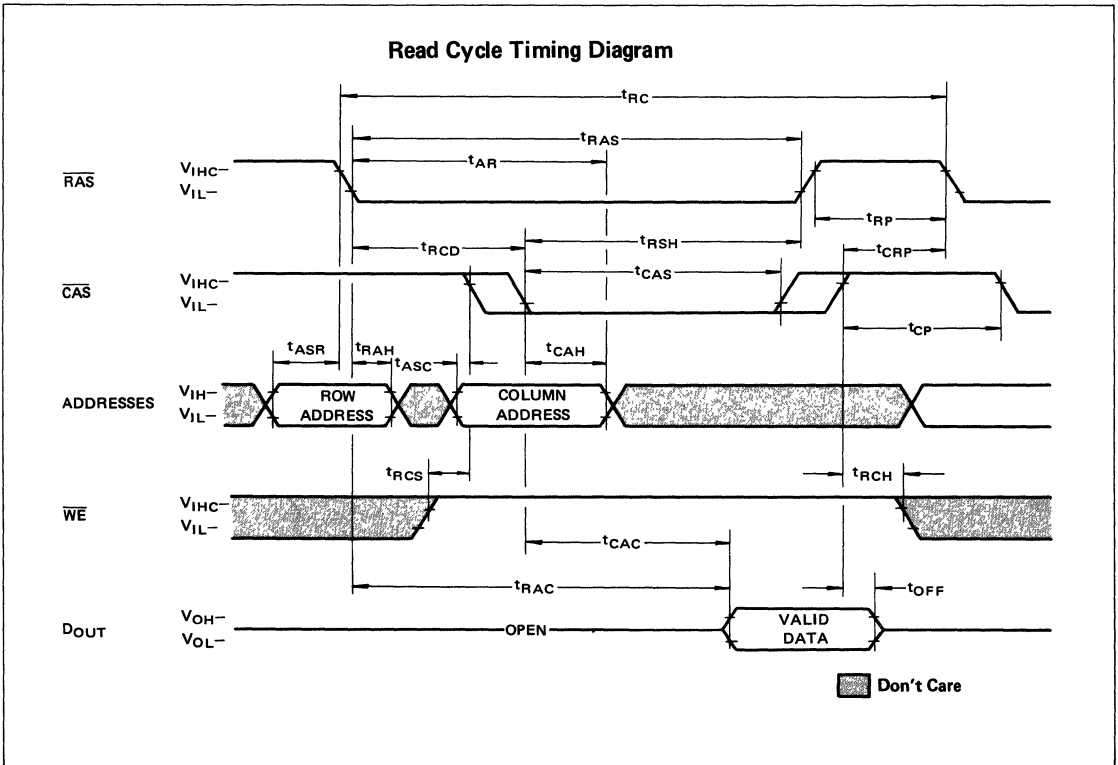 Read Cycle Timing Diagram
tRC
tRAS
tAR
RAS
VIHC–
VIL–
tRP
tRCD
tRSH
tCRP
CAS
VIHC–
VIL–
tCAS
tCP
tASR
tRAH
tASC
tCAH
ADDRESSES
VIH–
VIL–
ROW
ADDRESS
COLUMN
ADDRESS
tRCS
tRCH
WE
VIHC–
VIL–
tCAC
tRAC
tOFF
DOUT
VOH–
VOL–
OPEN
VALID
DATA
Don't Care